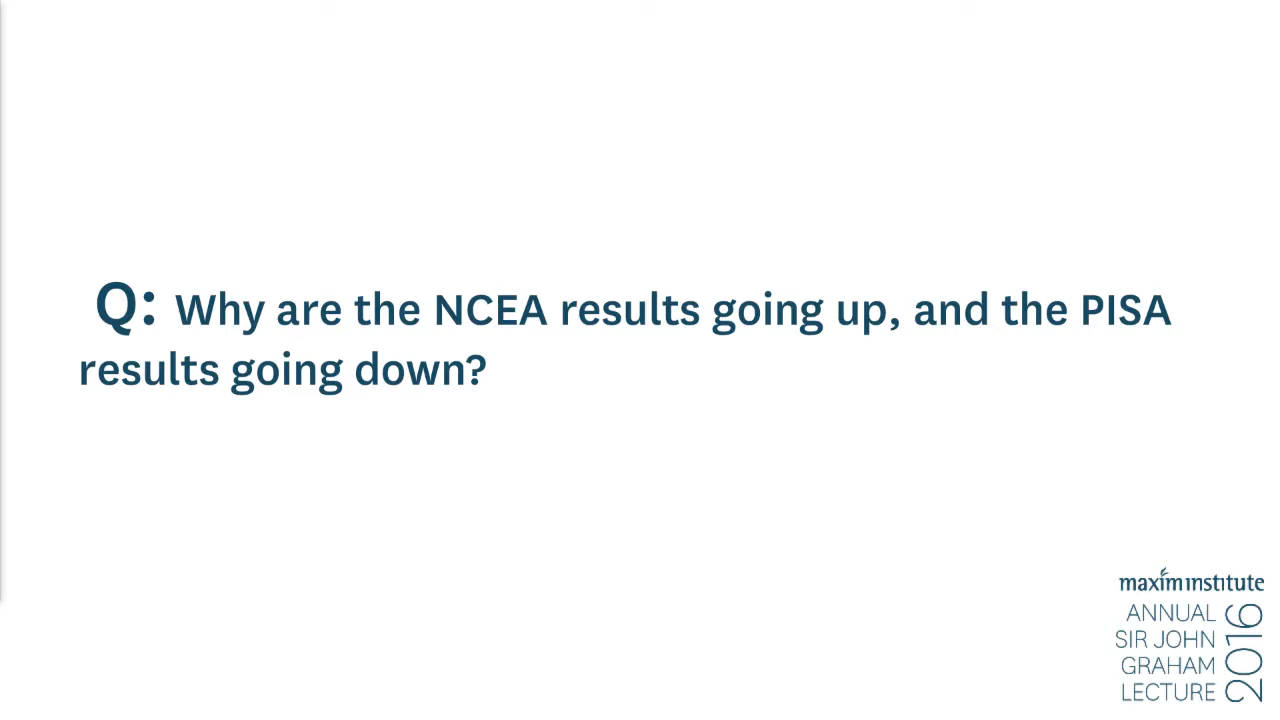 Q: Why are the NCEA results going up, and the PISA
results going down?
maxim institute
ANNUAL
SIR JOHN
GRAHAM
LECTURE
2016